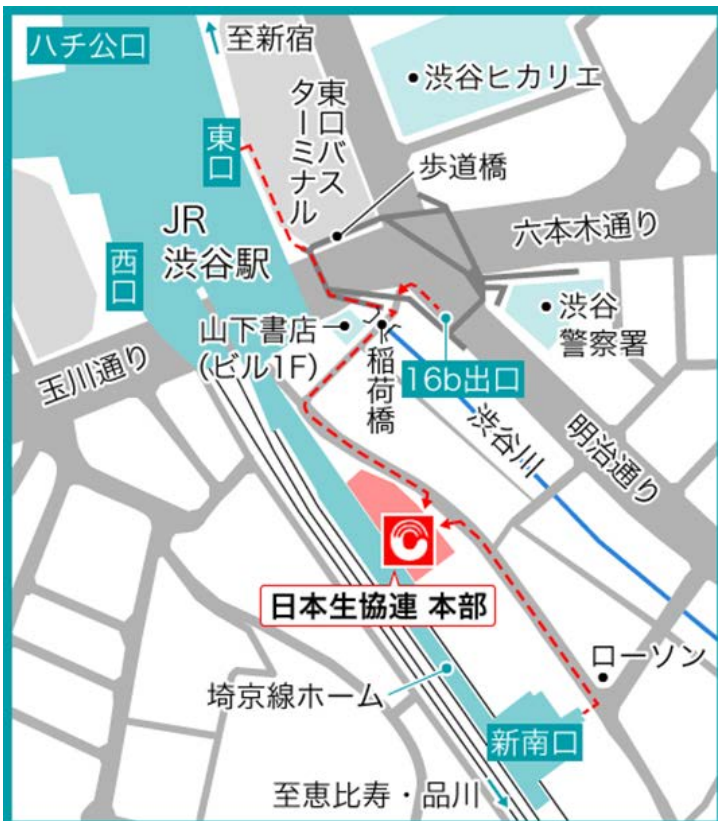 ハチ公口
至新宿
渋谷ヒカリエ
東口バス
ターミナル
東口
歩道橋
六本木通り
JR
渋谷駅
西口
渋谷
警察署
山下書店
(ビル1F)
稲荷橋
16b出口
玉川通り
渋谷川
明治通り
日本生協連 本部
ローソン
埼京線ホーム
新南口
至恵比寿・品川